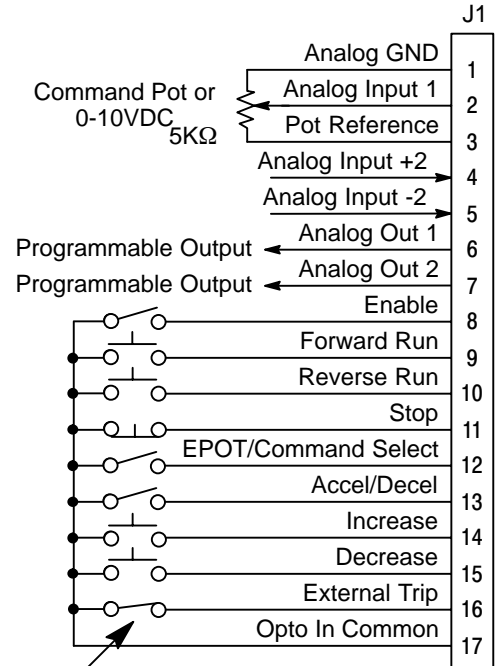 J1
Analog GND 1
Command Pot or
0-10VDC
5KΩ
Analog Input 1 2
Pot Reference 3
Analog Input +2 4
Analog Input -2 5
Programmable Output Analog Out 1 6
Programmable Output Analog Out 2 7
Enable 8
Forward Run 9
Reverse Run 10
Stop 11
EPOT/Command Select 12
Accel/Decel 13
Increase 14
Decrease 15
External Trip 16
Opto In Common 17